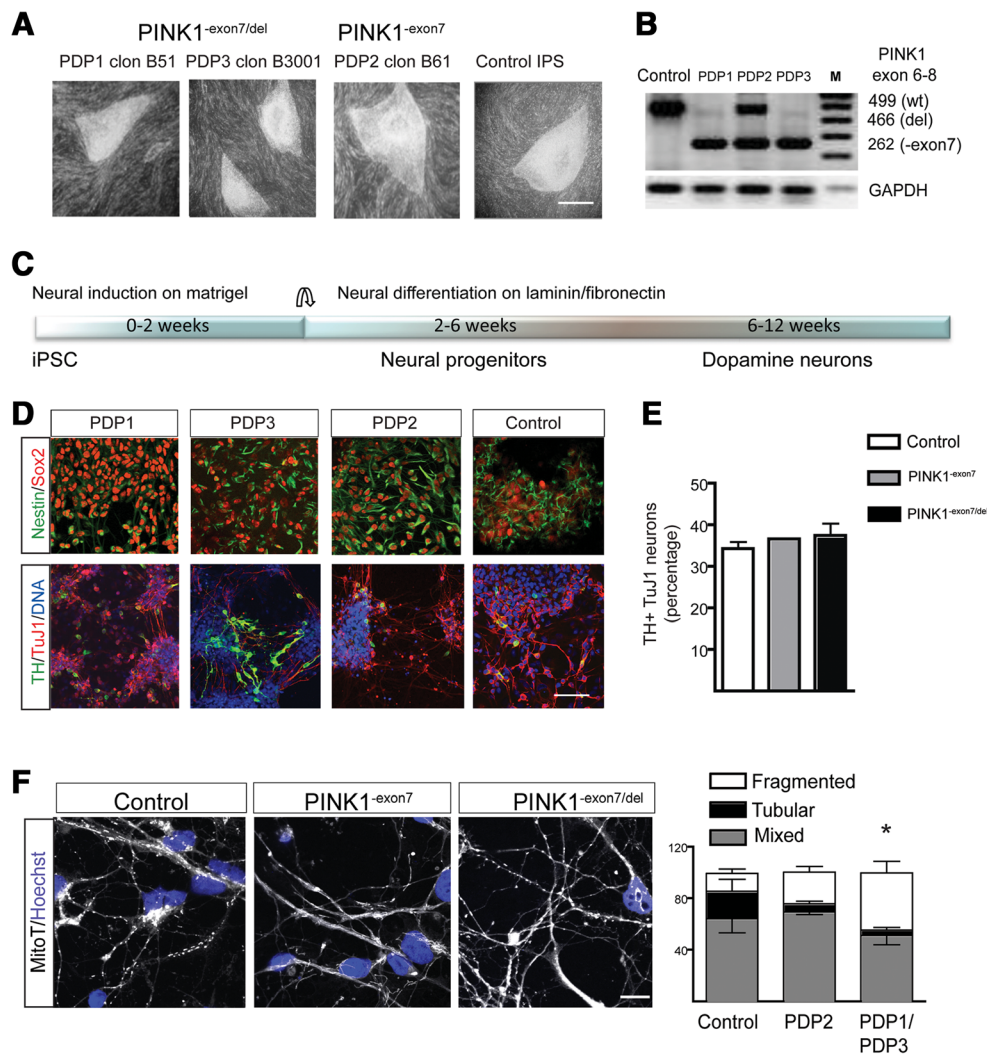 A
PINK1-exon7/del
PINK1-exon7
PDP1 clon B51
PDP3 clon B3001
PDP2 clon B61
Control IPS
B
PINK1
exon 6-8
Control PDP1 PDP2 PDP3 M
499 (wt)
466 (del)
262 (-exon7)
GAPDH
C
Neural induction on matrigel
Neural differentiation on laminin/fibronectin
0-2 weeks
2-6 weeks
6-12 weeks
iPSC
Neural progenitors
Dopamine neurons
D
PDP1
PDP3
PDP2
Control
Nestin/Sox2
TH/TuJ1/DNA
E
Control
PINK1-exon7
PINK1-exon7/del
TH+ TuJ1 neurons
(percentage)
50
40
30
20
10
F
Control
PINK1-exon7
PINK1-exon7/del
MitoT/Hoechst
Fragmented
Tubular
Mixed
*
120
80
40
Control
PDP2
PDP1/
PDP3